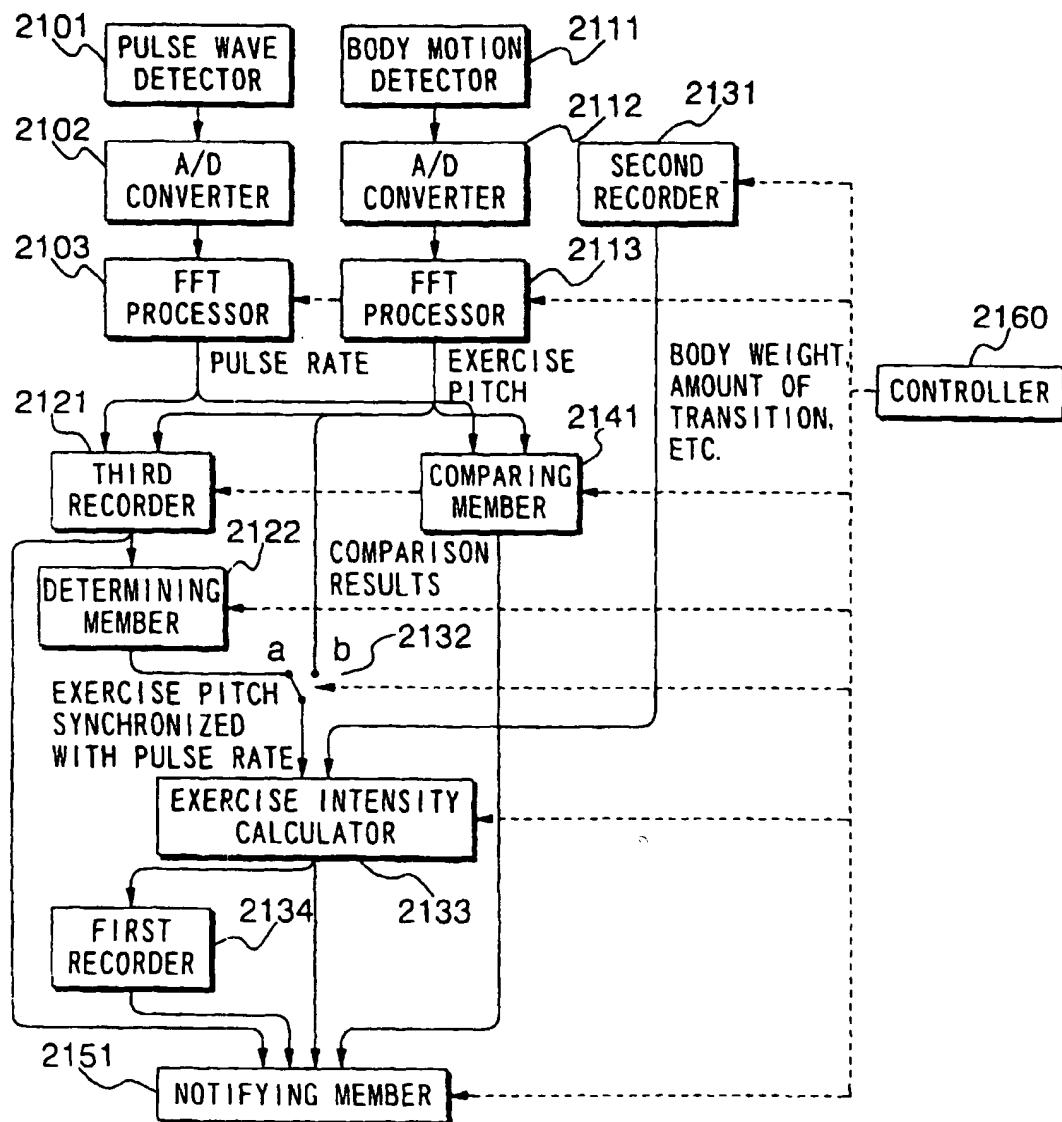 2101
PULSE WAVE
DETECTOR
BODY MOTION
DETECTOR
2111
2102
A/D
CONVERTER
A/D
CONVERTER
2112
2131
SECOND
RECORDER
2103
FFT
PROCESSOR
FFT
PROCESSOR
2113
PULSE RATE
EXERCISE
PITCH
BODY WEIGHT,
AMOUNT OF
TRANSITION,
ETC.
2160
CONTROLLER
2121
THIRD
RECORDER
COMPARING
MEMBER
2141
2122
DETERMINING
MEMBER
COMPARISON
RESULTS
a
b
2132
EXERCISE PITCH
SYNCHRONIZED
WITH PULSE RATE
EXERCISE INTENSITY
CALCULATOR
2133
FIRST
RECORDER
2134
2151
NOTIFYING MEMBER